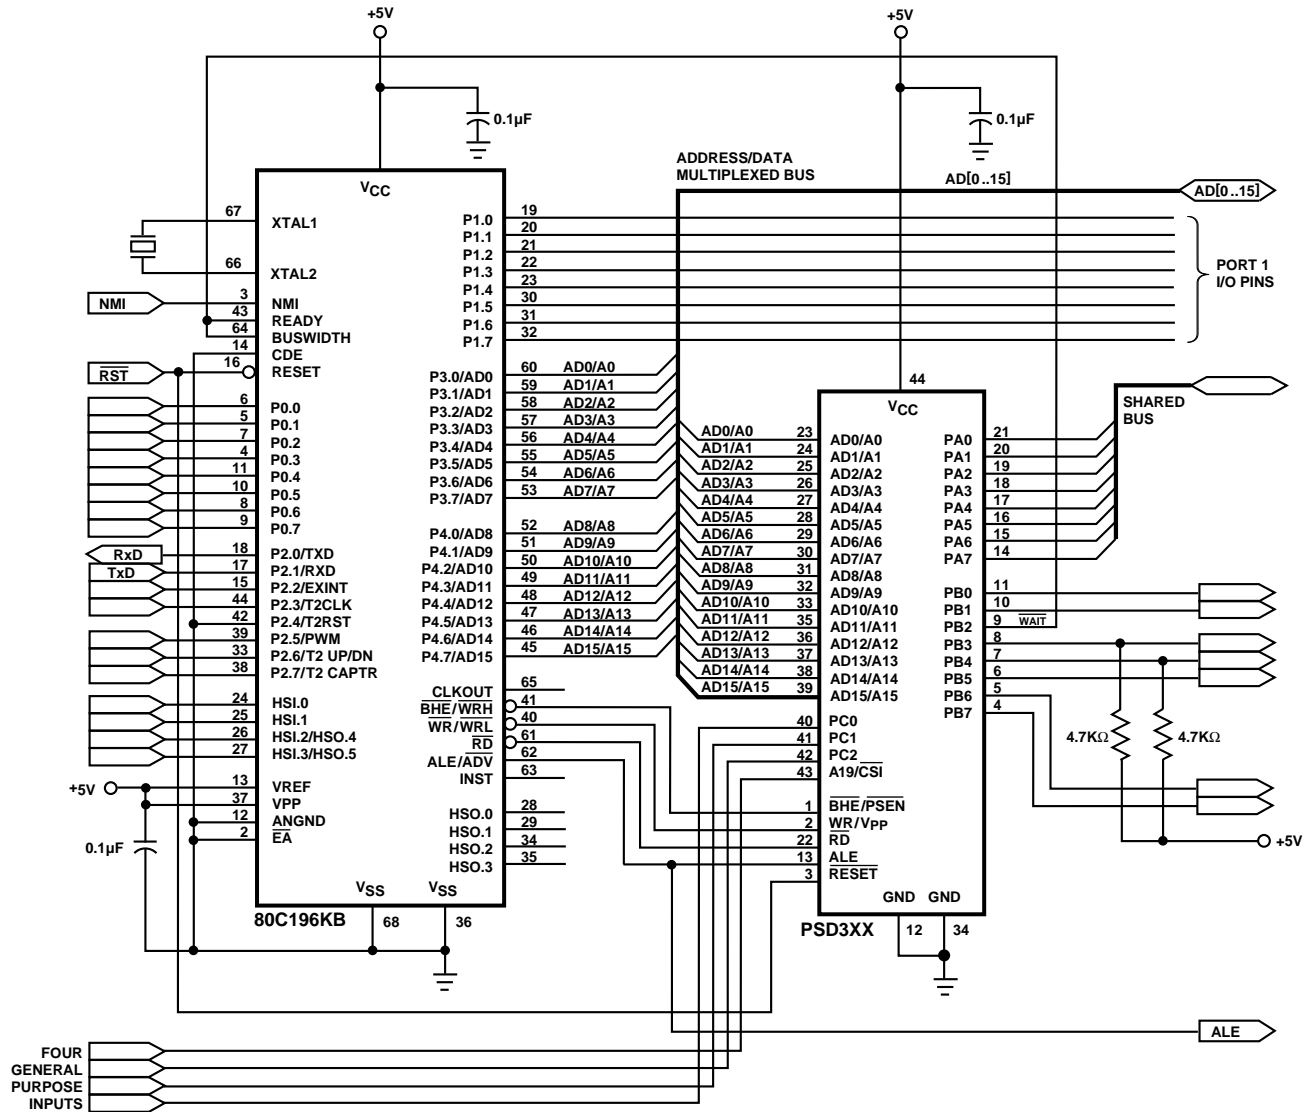 +5V
+5V
0.1µF
0.1µF
ADDRESS/DATA
MULTIPLEXED BUS
AD[0..15]
AD[0..15]
VCC
67
XTAL1
66
XTAL2
NMI
3
NMI
43
READY
64
BUSWIDTH
14
CDE
RST
16
RESET
6
P0.0
5
P0.1
7
P0.2
4
P0.3
11
P0.4
10
P0.5
8
P0.6
9
P0.7
RxD
18
P2.0/TXD
TxD
17
P2.1/RXD
15
P2.2/EXINT
44
P2.3/T2CLK
42
P2.4/T2RST
39
P2.5/PWM
33
P2.6/T2 UP/DN
38
P2.7/T2 CAPTR
24
HSI.0
25
HSI.1
26
HSI.2/HSO.4
27
HSI.3/HSO.5
+5V
13
VREF
37
VPP
12
ANGND
2
EA
0.1µF
VSS
VSS
80C196KB
68
36
P1.0
19
P1.1
20
P1.2
21
P1.3
22
P1.4
23
P1.5
30
P1.6
31
P1.7
32
PORT 1
I/O PINS
P3.0/AD0
60
AD0/A0
P3.1/AD1
59
AD1/A1
P3.2/AD2
58
AD2/A2
P3.3/AD3
57
AD3/A3
P3.4/AD4
56
AD4/A4
P3.5/AD5
55
AD5/A5
P3.6/AD6
54
AD6/A6
P3.7/AD7
53
AD7/A7
P4.0/AD8
52
AD8/A8
P4.1/AD9
51
AD9/A9
P4.2/AD10
50
AD10/A10
P4.3/AD11
49
AD11/A11
P4.4/AD12
48
AD12/A12
P4.5/AD13
47
AD13/A13
P4.6/AD14
46
AD14/A14
P4.7/AD15
45
AD15/A15
CLKOUT
65
BHE/WRH
41
WR/WRL
40
RD
61
ALE/ADV
62
INST
63
HSO.0
28
HSO.1
29
HSO.2
34
HSO.3
35
44
VCC
AD0/A0
23
AD0/A0
AD1/A1
24
AD1/A1
AD2/A2
25
AD2/A2
AD3/A3
26
AD3/A3
AD4/A4
27
AD4/A4
AD5/A5
28
AD5/A5
AD6/A6
29
AD6/A6
AD7/A7
30
AD7/A7
AD8/A8
31
AD8/A8
AD9/A9
32
AD9/A9
AD10/A10
33
AD10/A10
AD11/A11
35
AD11/A11
AD12/A12
36
AD12/A12
AD13/A13
37
AD13/A13
AD14/A14
38
AD14/A14
AD15/A15
39
AD15/A15
40
PC0
41
PC1
42
PC2
43
A19/CSI
1
BHE/PSEN
2
WR/VPP
22
RD
13
ALE
3
RESET
GND
GND
PSD3XX
12
34
SHARED
BUS
PA0
21
PA1
20
PA2
19
PA3
18
PA4
17
PA5
16
PA6
15
PA7
14
PB0
11
PB1
10
PB2
9
WAIT
PB3
8
PB4
7
PB5
6
PB6
5
PB7
4
4.7KΩ
4.7KΩ
+5V
ALE
FOUR
GENERAL
PURPOSE
INPUTS